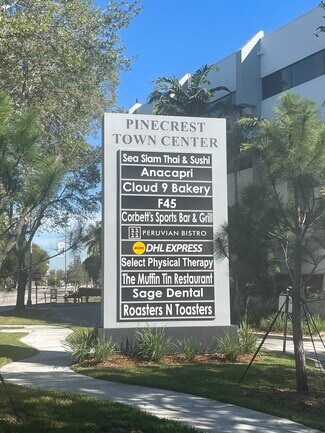 PINECREST
TOWN CENTER
Sea Siam Thai & Sushi
Anacapri
Cloud 9 Bakery
F45
Corbett's Sports Bar & Grill
PERUVIAN BISTRO
DHL EXPRESS
Select Physical Therapy
The Muffin Tin Restaurant
Sage Dental
Roasters N Toasters